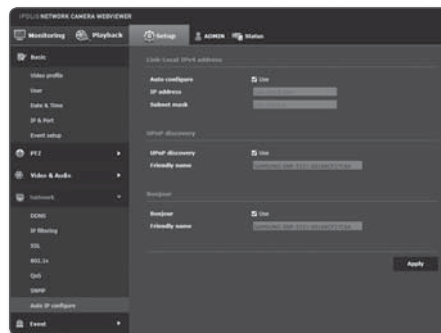 iPOLiS NETWORK CAMERA WEBVIEWER
Monitoring Playback Setup ADMIN Status
Basic
Video profile
User
Date & Time
IP & Port
Event setup
PTZ
Video & Audio
Network
DDNS
IP filtering
SSL
802.1x
QoS
SNMP
Auto IP configure
Event
Link-Local IPv4 address
Auto configure Use
IP address
Subnet mask
UPnP discovery
UPnP discovery Use
Friendly name
Bonjour
Bonjour Use
Friendly name
Apply